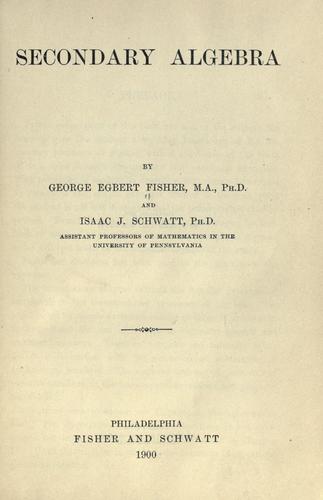 SECONDARY ALGEBRA
BY
GEORGE EGBERT FISHER, M.A., PH.D.
AND
ISAAC J. SCHWATT, PH.D.
ASSISTANT PROFESSORS OF MATHEMATICS IN THE
UNIVERSITY OF PENNSYLVANIA
PHILADELPHIA
FISHER AND SCHWATT
1900